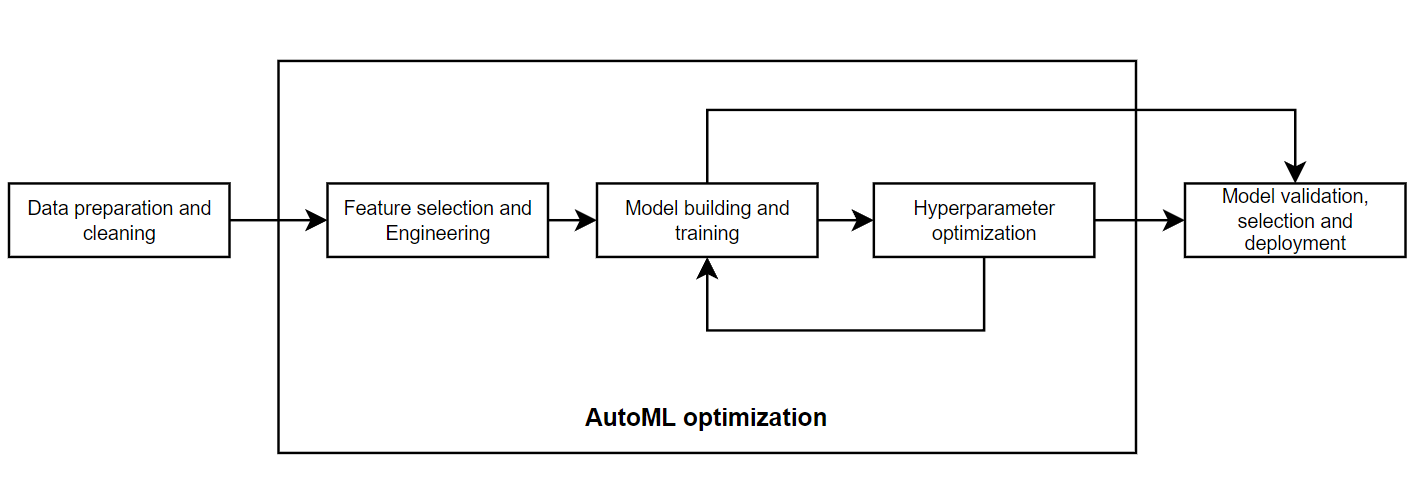 Data preparation and
cleaning
Feature selection and
Engineering
Model building and
training
Hyperparameter
optimization
Model validation,
selection and
deployment
AutoML optimization